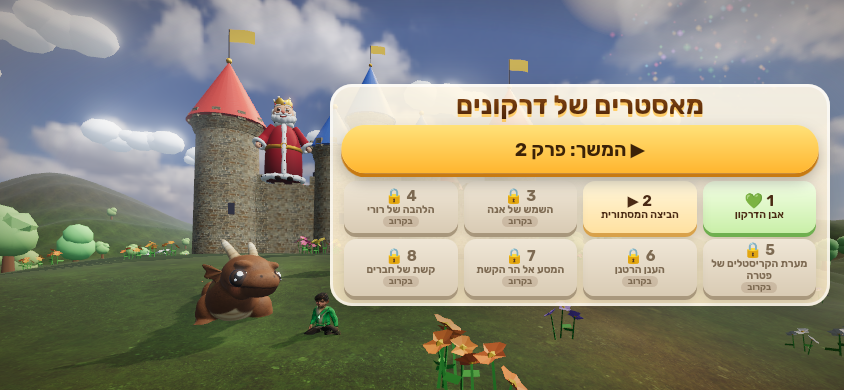 מאסטרים של דרקונים
▶ המשך: פרק 2
💚 1
אבן הדרקון
▶ 2
הביצה המסתורית
🔒 3
השמש של אנה
בקרוב
🔒 4
הלהבה של רורי
בקרוב
🔒 5
מערת הקריסטלים של
פטרה
בקרוב
🔒 6
הענן הרטנן
בקרוב
🔒 7
המסע אל הר הקשת
בקרוב
🔒 8
קשת של חברים
בקרוב